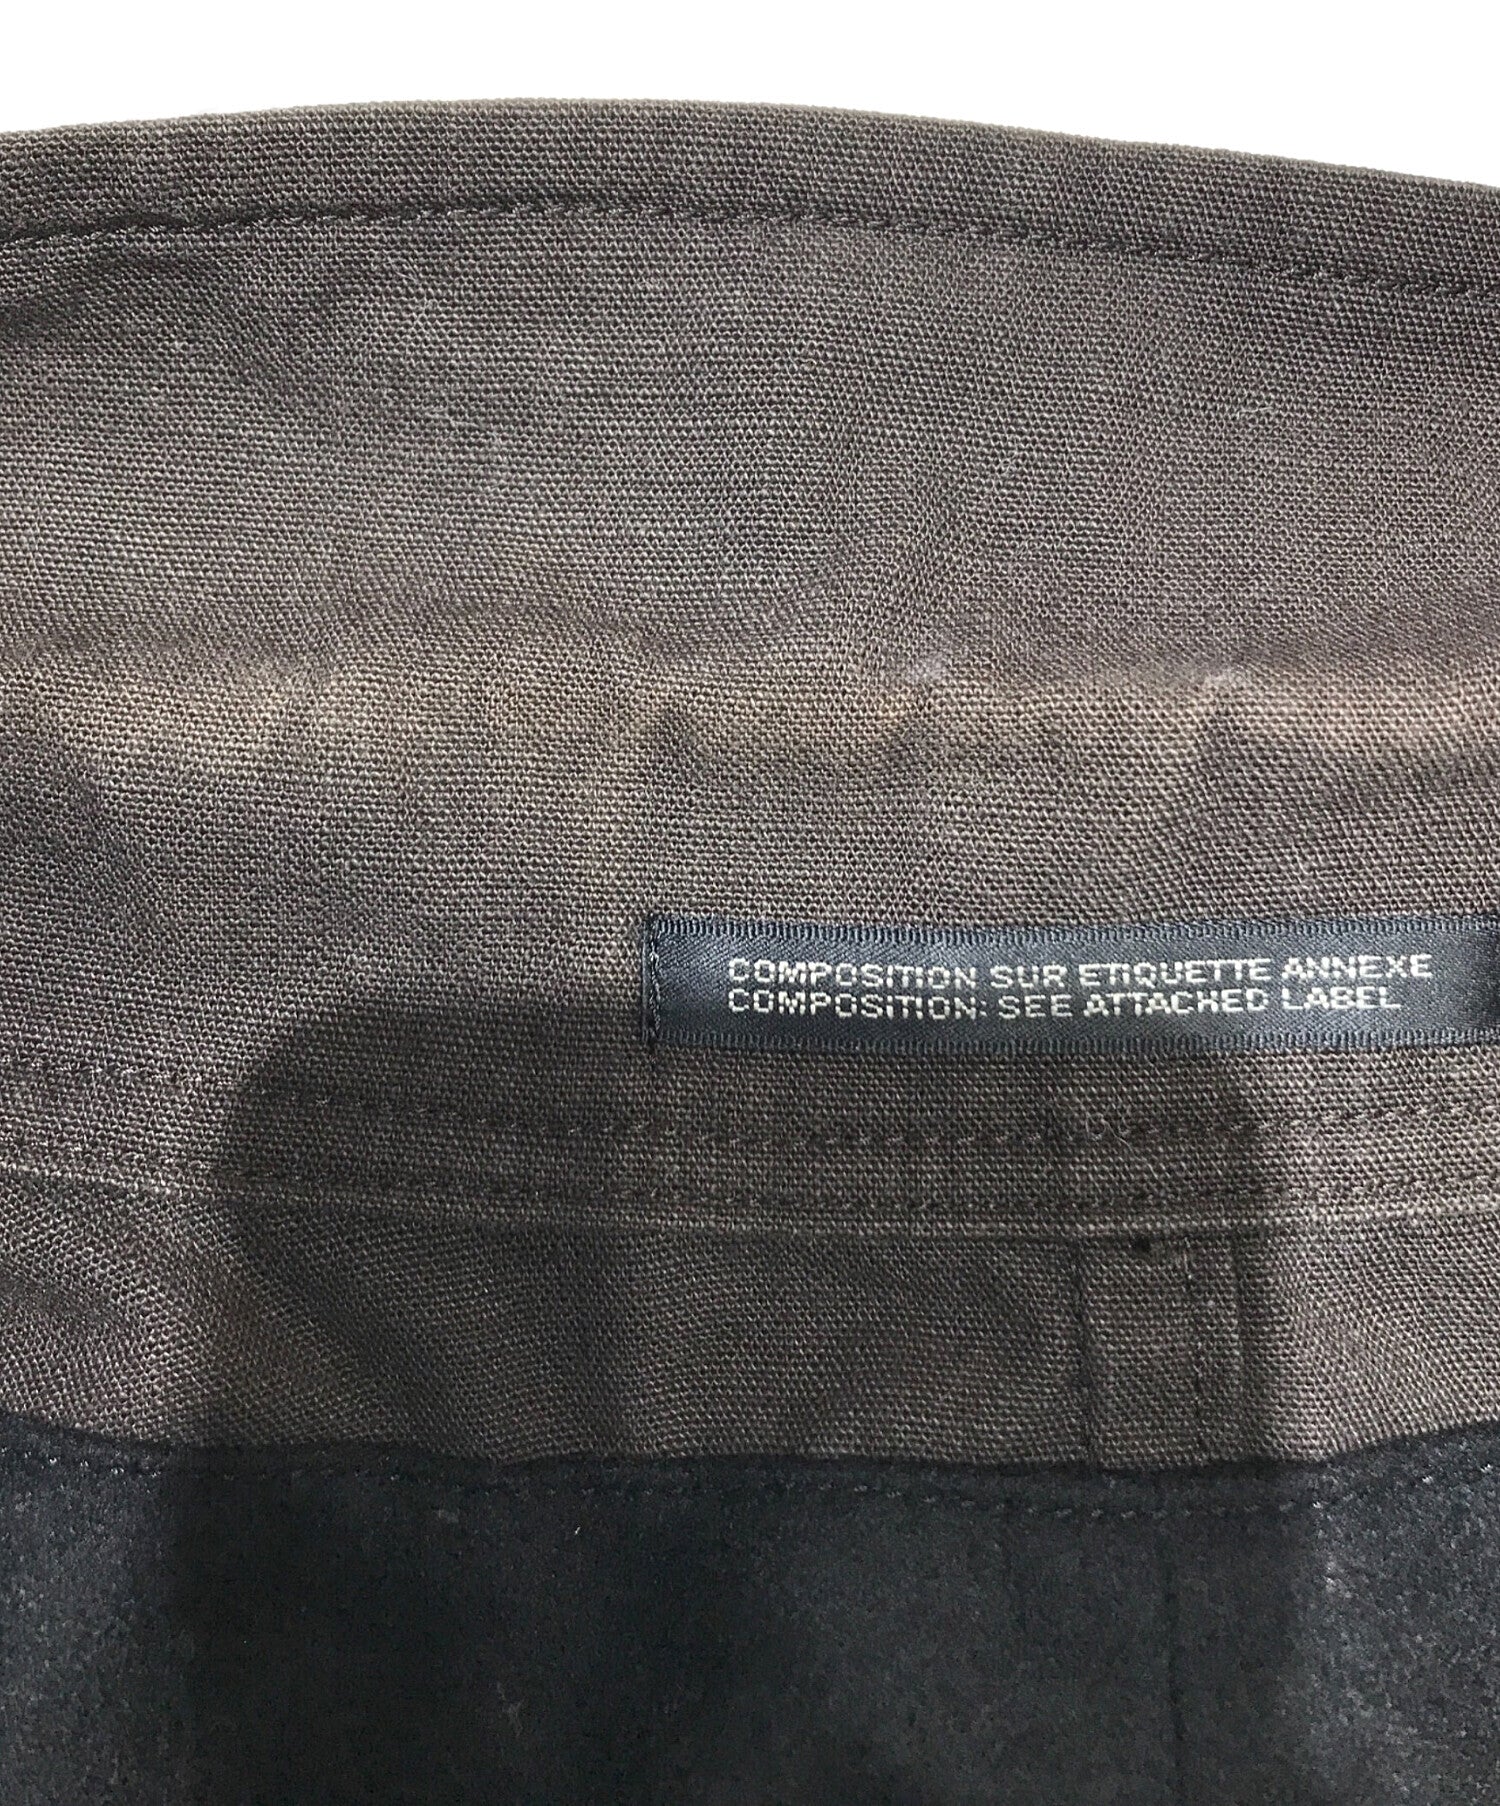 COMPOSITION SUR ETIQUETTE ANNEXE
COMPOSITION: SEE ATTACHED LABEL